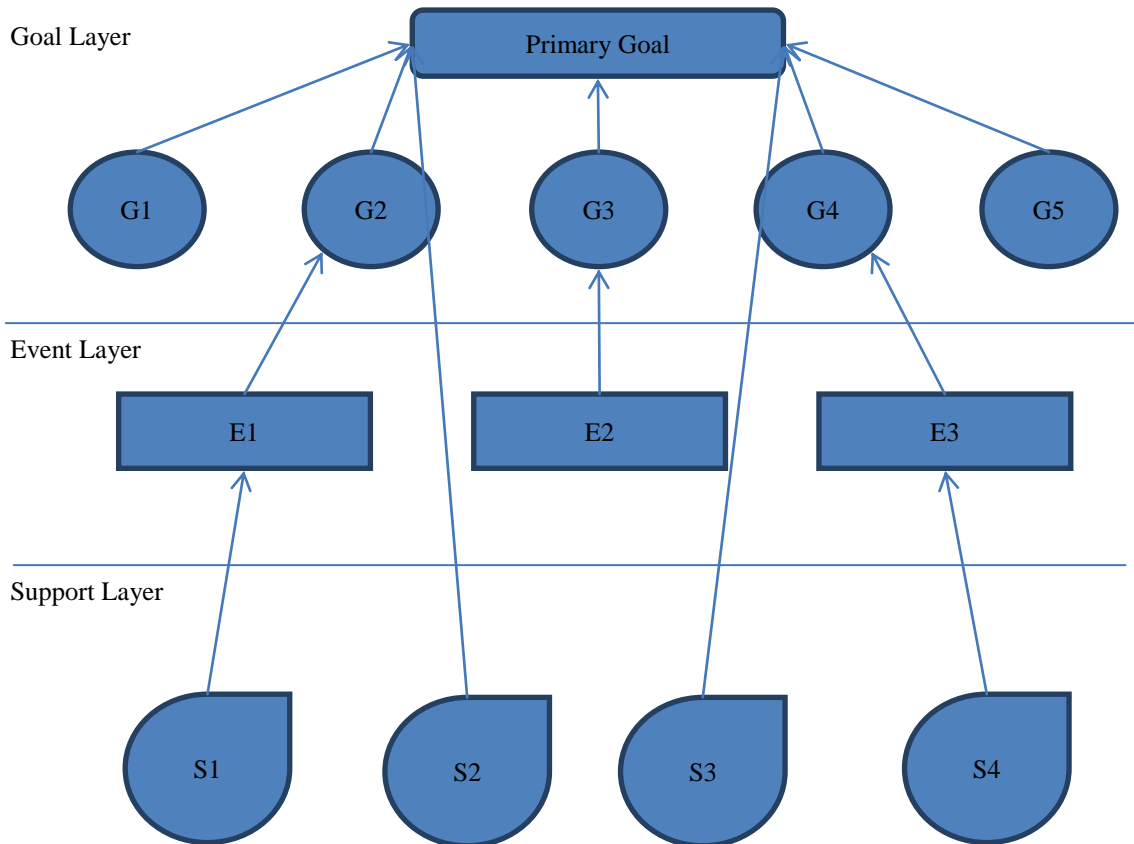 Goal Layer
Primary Goal
G1
G2
G3
G4
G5
Event Layer
E1
E2
E3
Support Layer
S1
S2
S3
S4